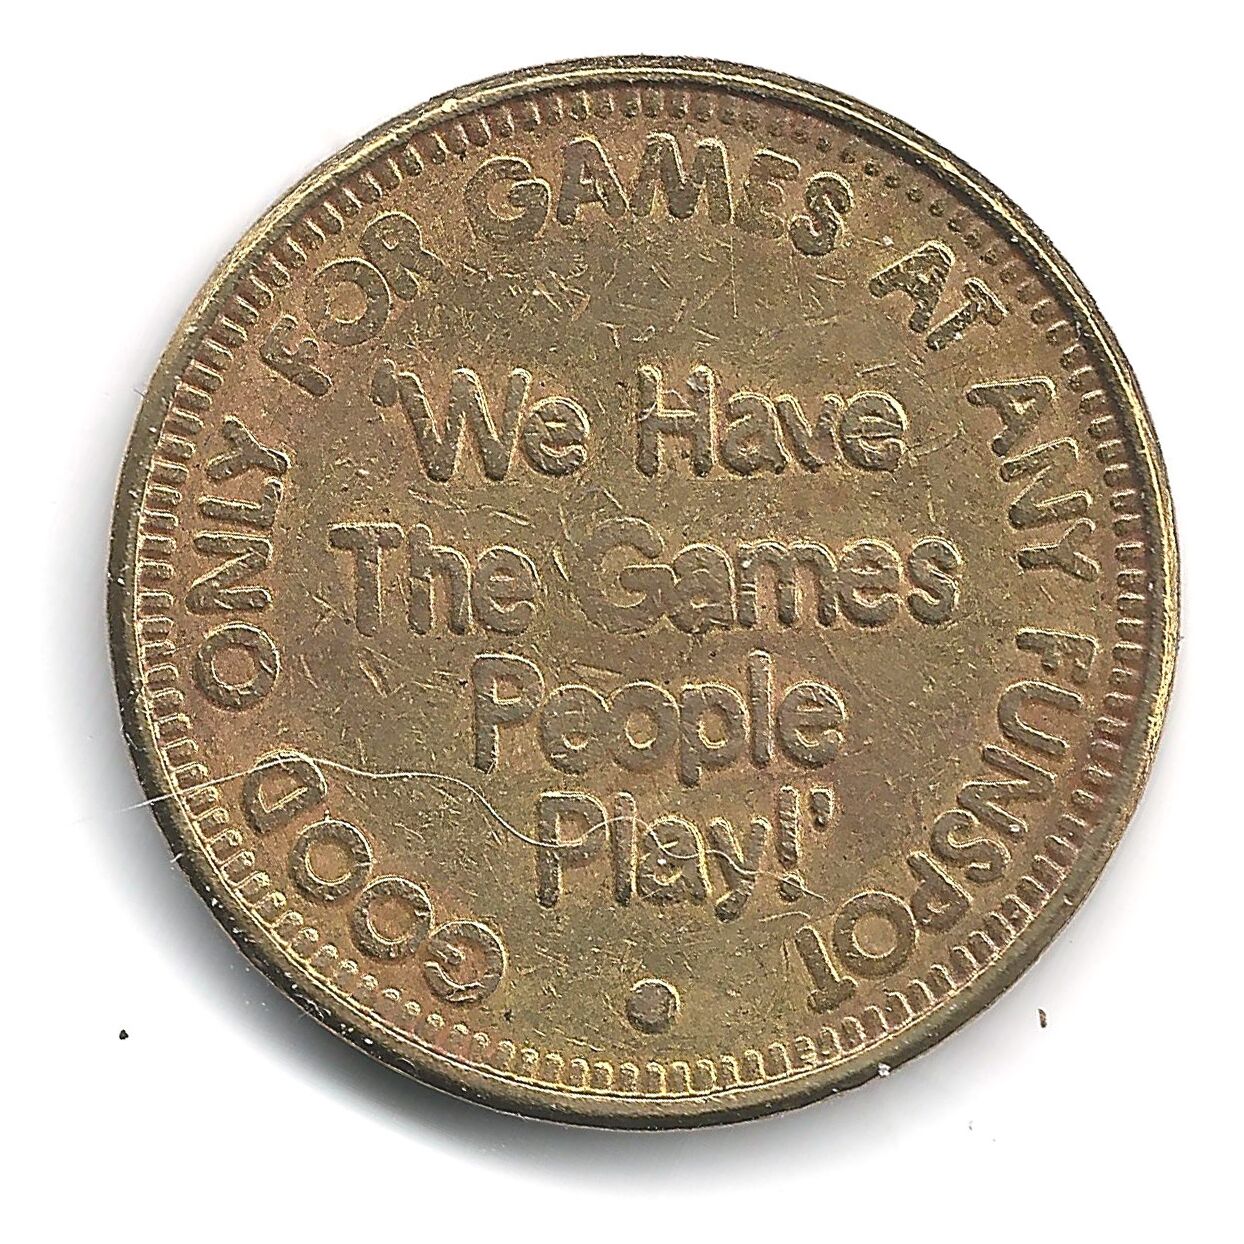 GOOD ONLY FOR GAMES AT ANY FUNSPOT
'We Have
The Games
People
Play!'